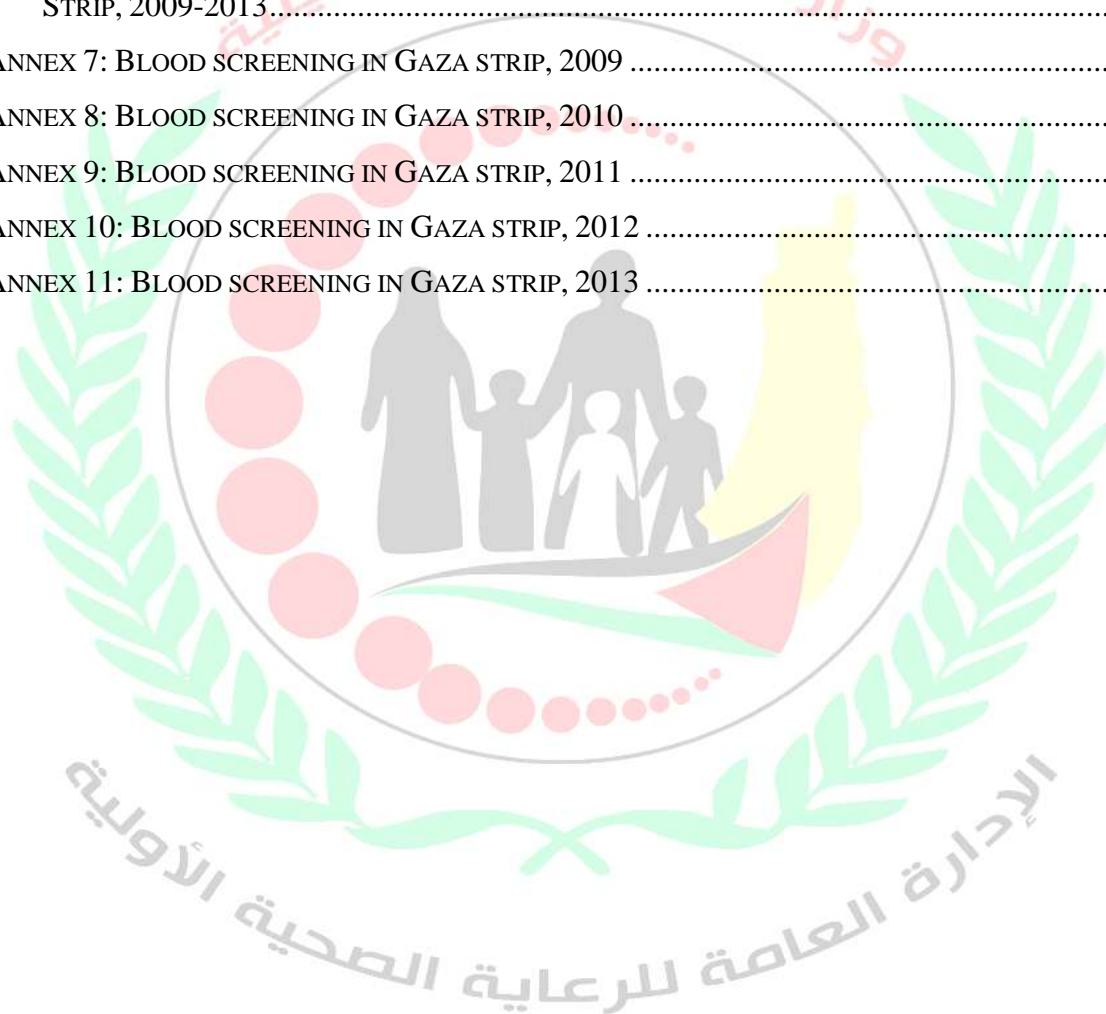 STRIP, 2009-2013
ANNEX 7: BLOOD SCREENING IN GAZA STRIP, 2009
ANNEX 8: BLOOD SCREENING IN GAZA STRIP, 2010
ANNEX 9: BLOOD SCREENING IN GAZA STRIP, 2011
ANNEX 10: BLOOD SCREENING IN GAZA STRIP, 2012
ANNEX 11: BLOOD SCREENING IN GAZA STRIP, 2013
الإدارة العامة للرعاية الصحية الأولية